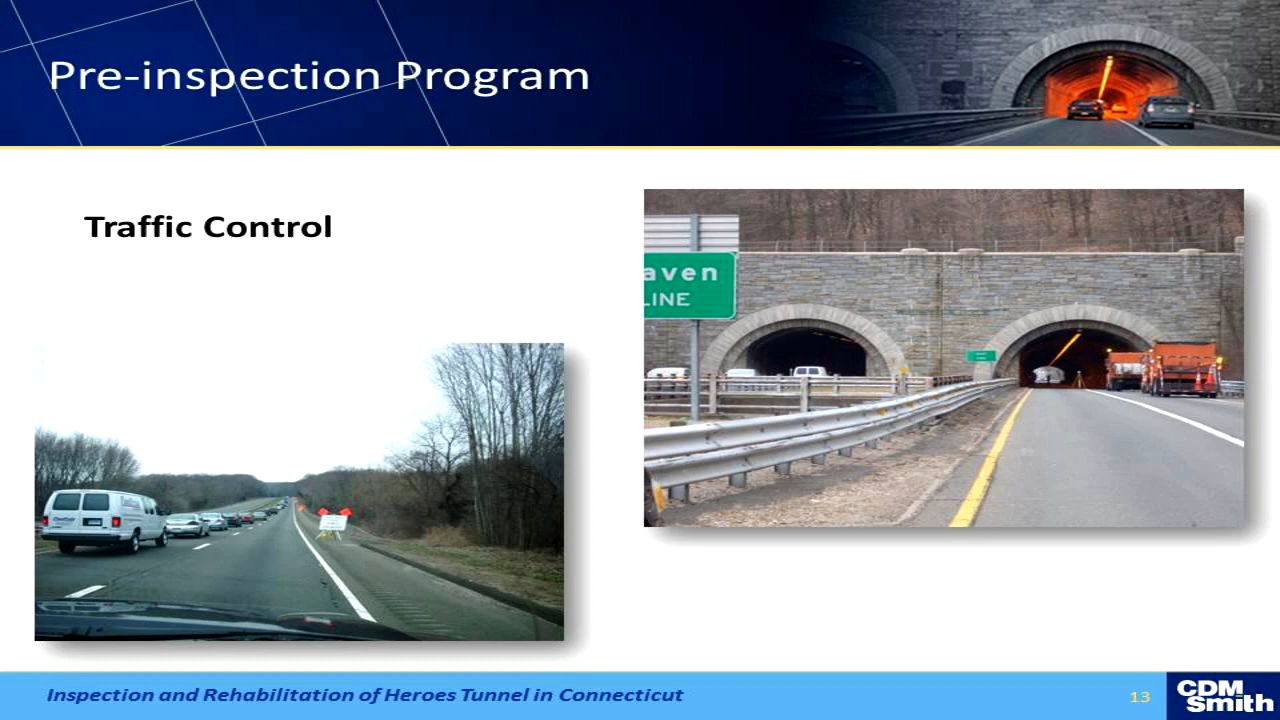 Pre-inspection Program
Traffic Control
aven
LINE
Inspection and Rehabilitation of Heroes Tunnel in Connecticut
13
CDM
Smith